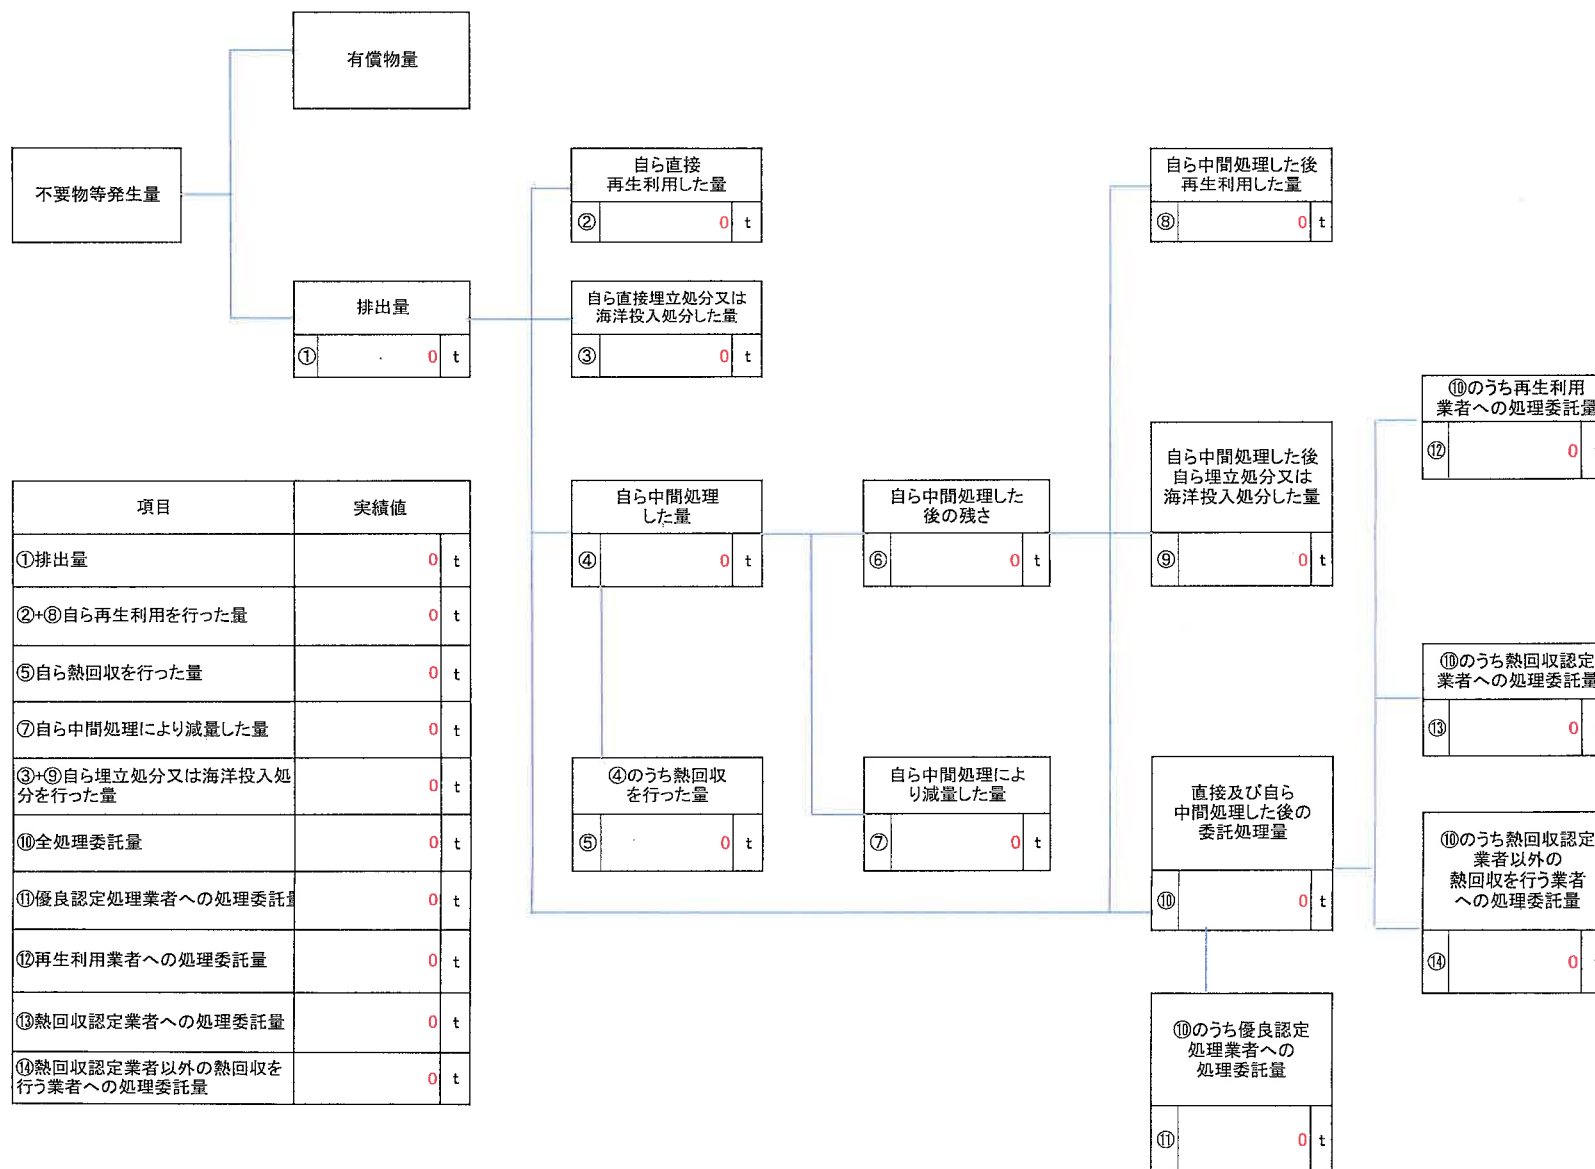 有償物量
不要物等発生量
排出量
① 0 t
自ら直接
再生利用した量
② 0 t
自ら直接埋立処分又は
海洋投入処分した量
③ 0 t
自ら中間処理した後
再生利用した量
⑧ 0 t
自ら中間処理
した量
④ 0 t
自ら中間処理した
後の残さ
⑥ 0 t
自ら中間処理した後
自ら埋立処分又は
海洋投入処分した量
⑨ 0 t
④のうち熱回収
を行った量
⑤ 0 t
自ら中間処理によ
り減量した量
⑦ 0 t
直接及び自ら
中間処理した後の
委託処理量
⑩ 0 t
⑩のうち優良認定
処理業者への
処理委託量
⑪ 0 t
⑩のうち再生利用
業者への処理委託量
⑫ 0
⑩のうち熱回収認定
業者への処理委託量
⑬ 0
⑩のうち熱回収認定
業者以外の
熱回収を行う業者
への処理委託量
⑭ 0
項目 実績値
①排出量 0 t
②+⑧自ら再生利用を行った量 0 t
⑤自ら熱回収を行った量 0 t
⑦自ら中間処理により減量した量 0 t
③+⑨自ら埋立処分又は海洋投入処
分を行った量 0 t
⑩全処理委託量 0 t
⑪優良認定処理業者への処理委託量 0 t
⑫再生利用業者への処理委託量 0 t
⑬熱回収認定業者への処理委託量 0 t
⑭熱回収認定業者以外の熱回収を
行う業者への処理委託量 0 t